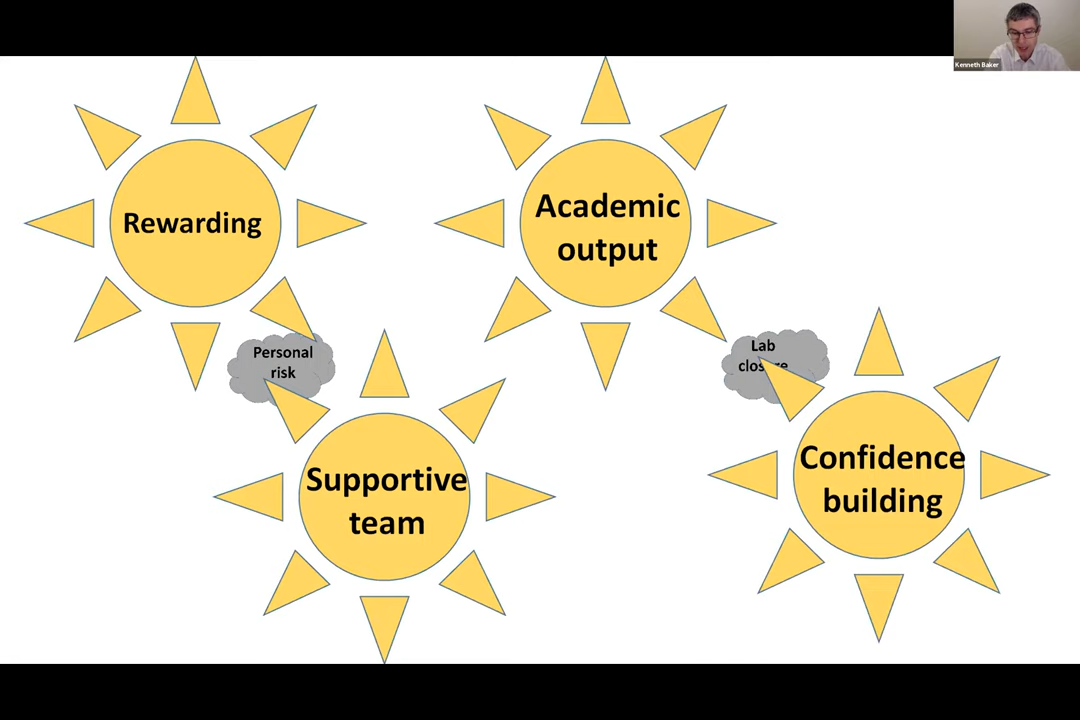 Kenneth Baker
Rewarding
Academic
output
Personal
risk
Lab
closure
Supportive
team
Confidence
building